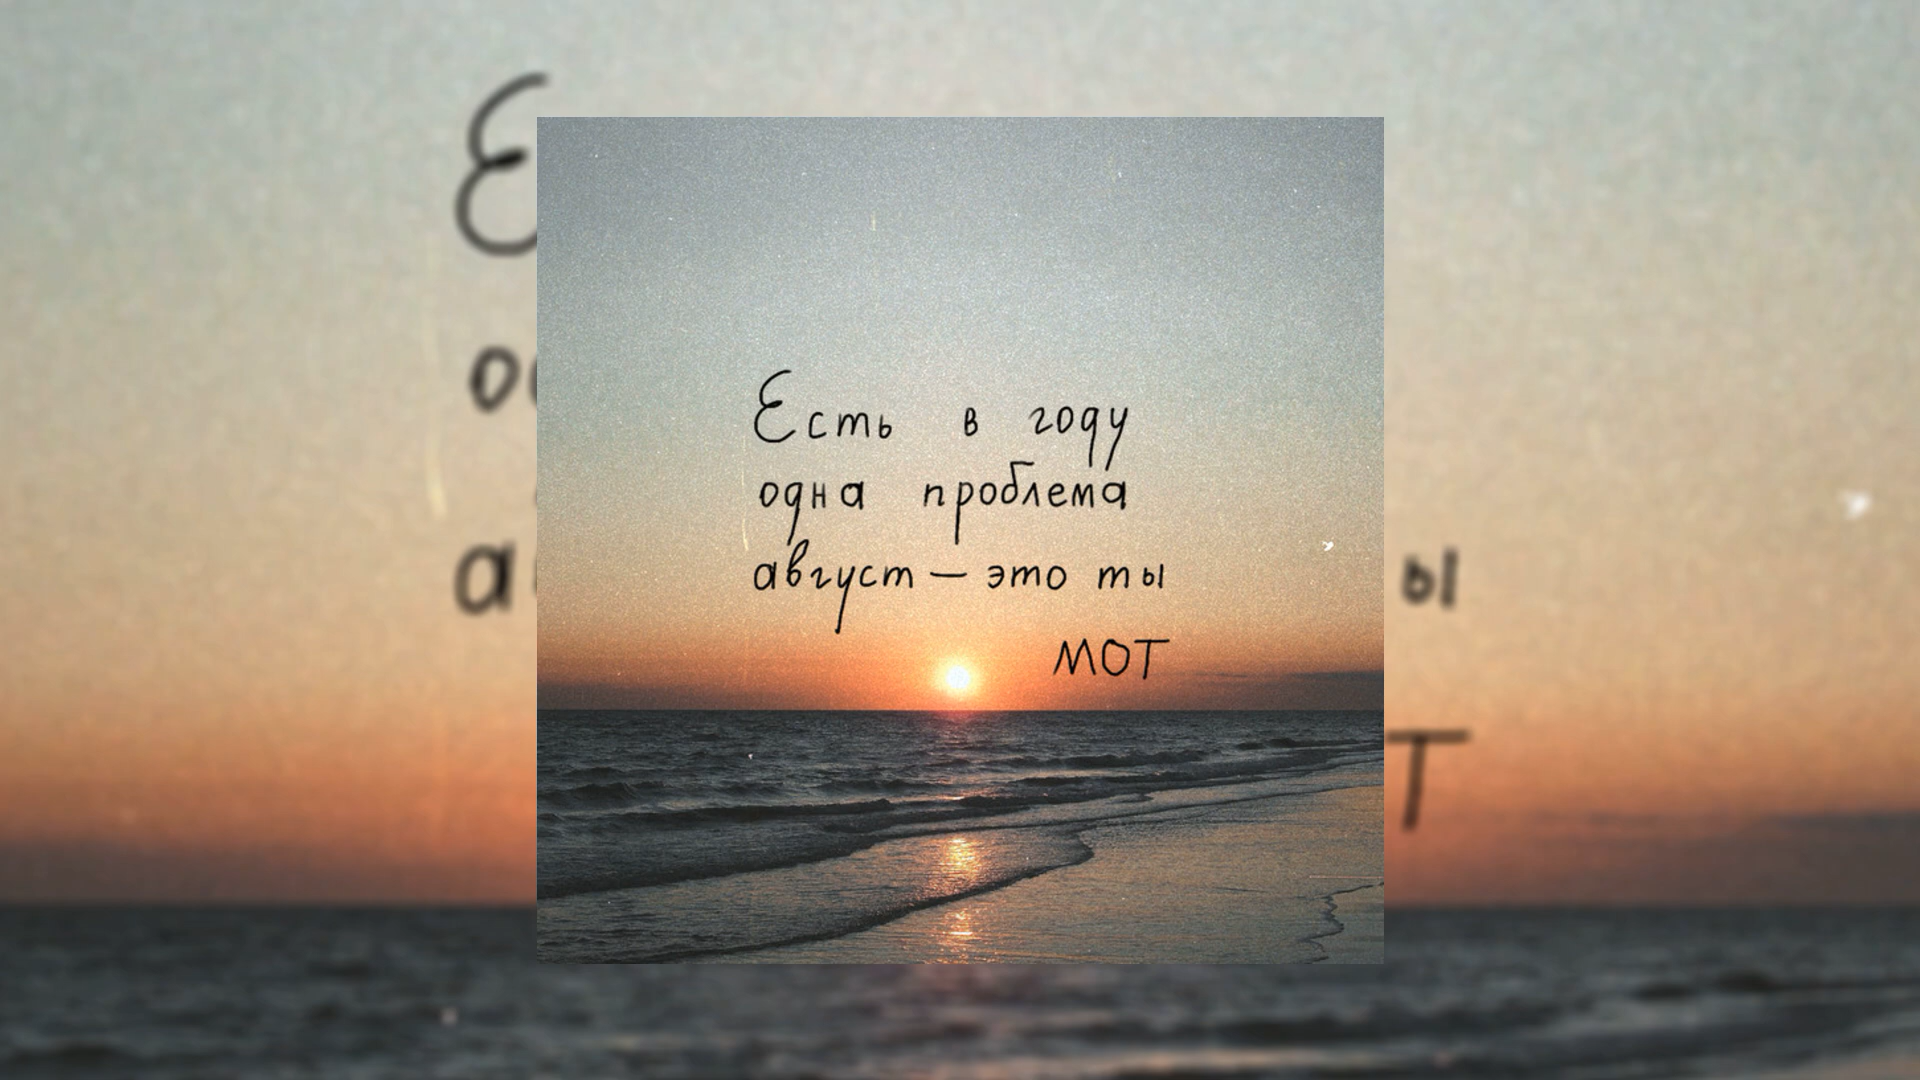 Есть в году
одна проблема
август — это ты
МОТ